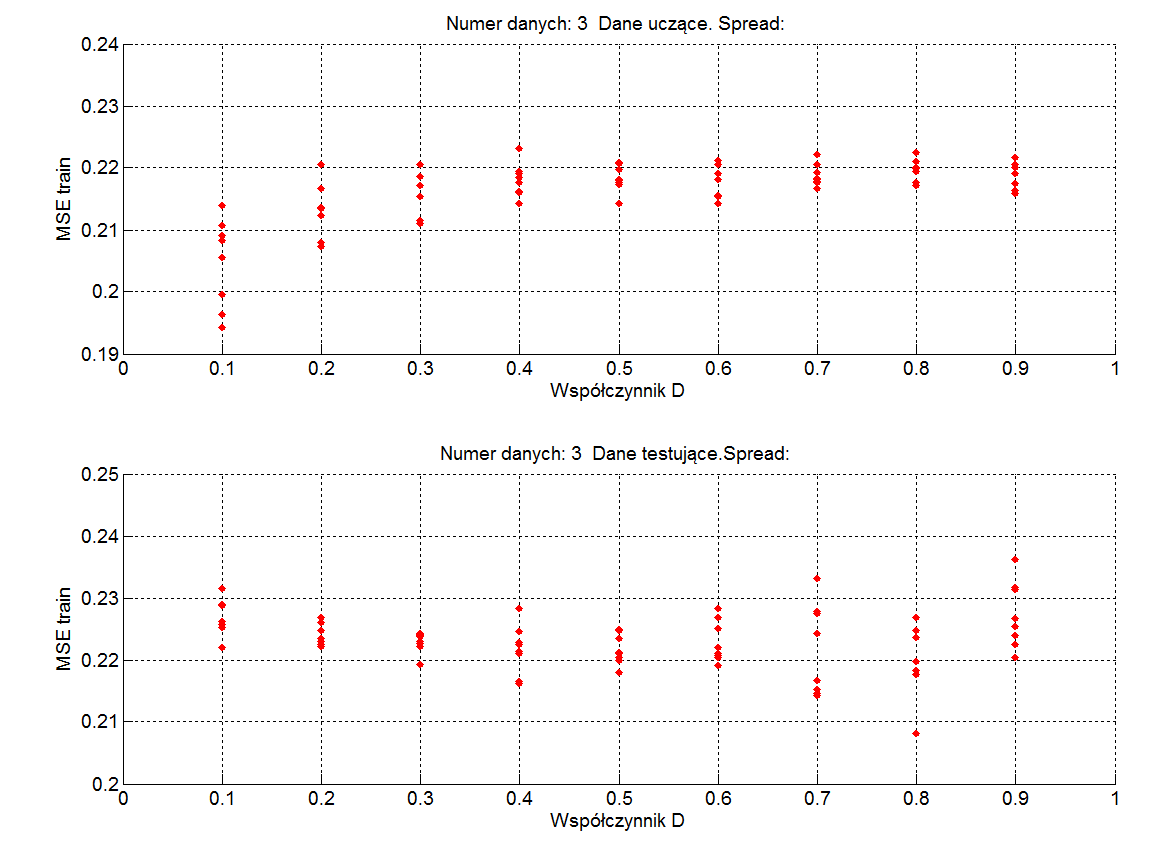 Numer danych: 3  Dane uczące. Spread:
0.24
0.23
0.22
0.21
0.2
0.19
MSE train
0 0.1 0.2 0.3 0.4 0.5 0.6 0.7 0.8 0.9 1
Współczynnik D
Numer danych: 3  Dane testujące.Spread:
0.25
0.24
0.23
0.22
0.21
0.2
MSE train
0 0.1 0.2 0.3 0.4 0.5 0.6 0.7 0.8 0.9 1
Współczynnik D